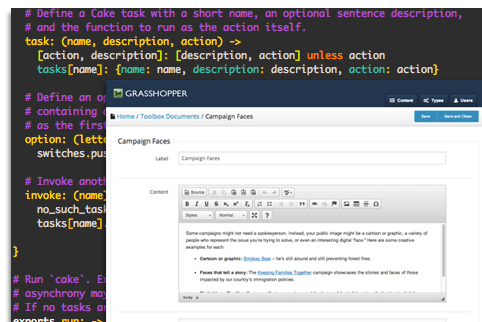 # Define a Cake task with a short name, an optional sentence description,
# and the function to run as the action itself.
task: (name, description, action) ->
[action, description]: [description, action] unless action
tasks[name]: {name: name, description: description, action: action}
# Define an op
# containing a
# as the firs
option: (lette
switches.pus
# Invoke anoth
invoke: (name)
no_such_task
tasks[name].
}
# Run `cake`. Ex
# asynchrony may
# If no tasks ar
exports.run: ->
GRASSHOPPER
Content Types Users
Home / Toolbox Documents / Campaign Faces
Save Save and Close
Campaign Faces
Label Campaign Faces
Content
Source
B I U S
Styles Normal ?
Some campaigns might not need a spokesperson. Instead, your public image might be a cartoon or graphic, a variety of
people who represent the issue you're trying to solve, or even an interesting digital "face." Here are some creative
examples for each:
Cartoon or graphic: Smokey Bear – he's still around and still preventing forest fires.
Faces that tell a story: The Keeping Families Together campaign showcases the stories and faces of those
impacted by our country's immigration policies.
body p